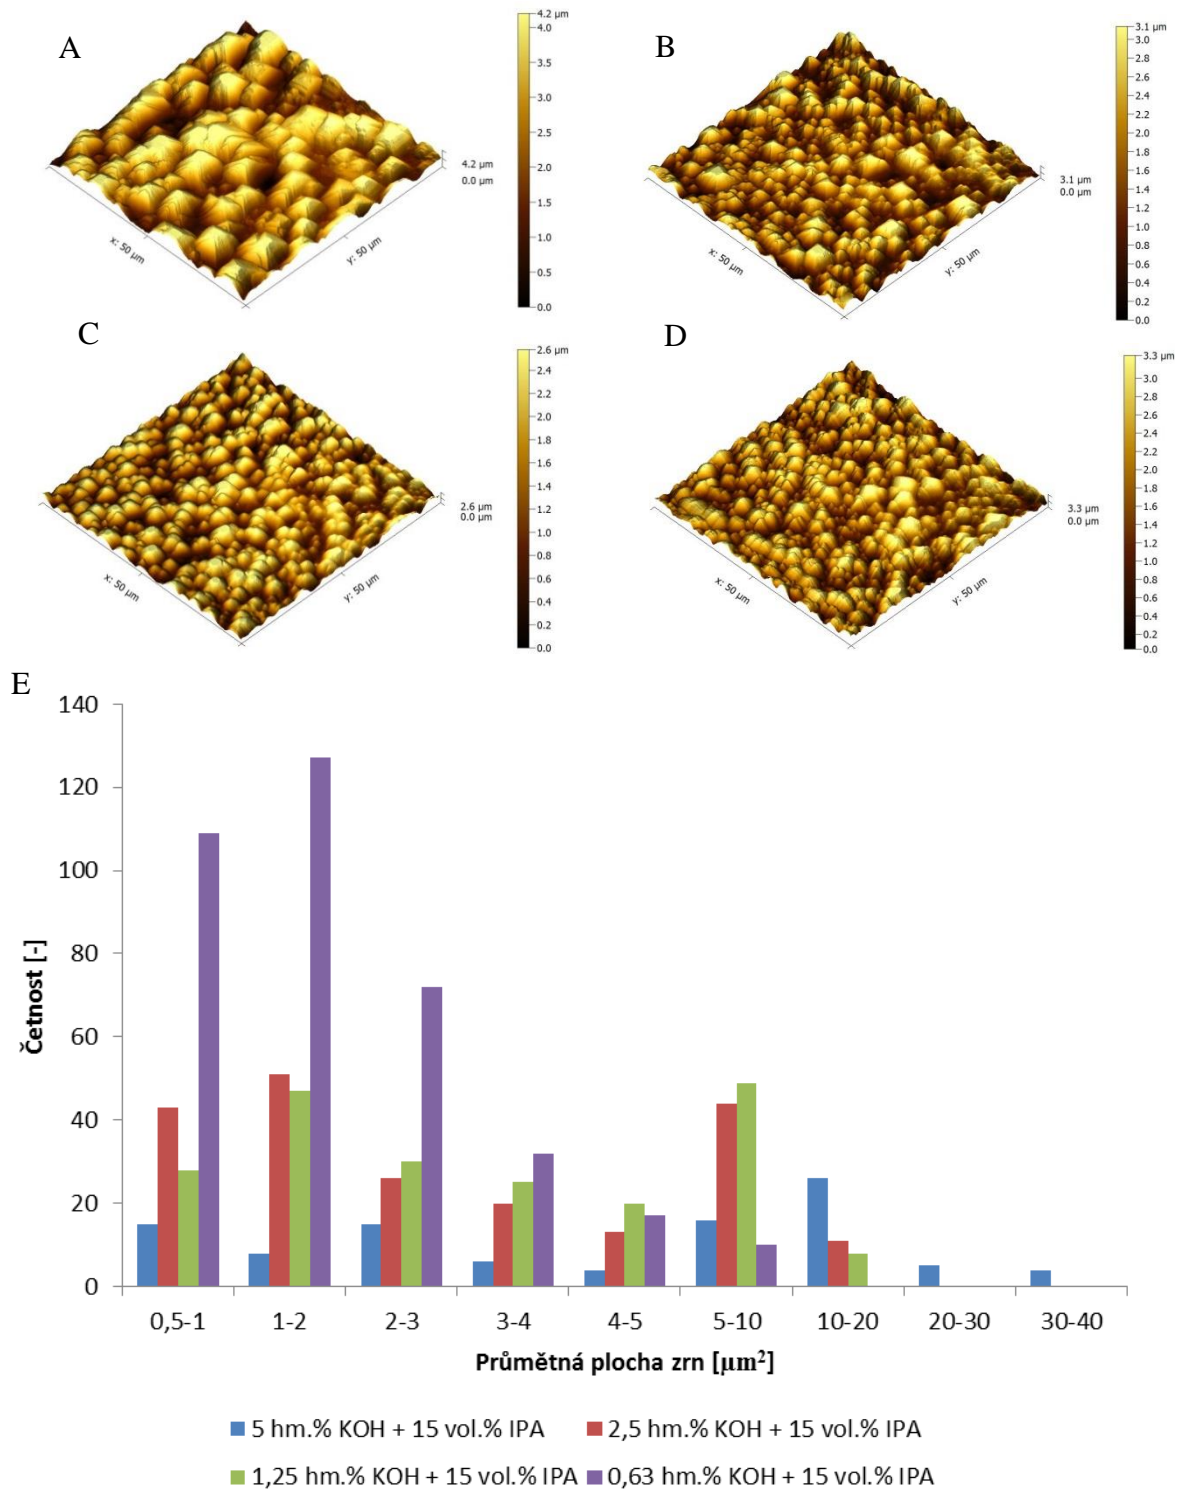 A
4.2 µm
4.0
3.5
3.0
2.5
2.0
1.5
1.0
0.5
0.0
4.2 µm
0.0 µm
x: 50 µm
y: 50 µm
B
3.1 µm
2.8
2.6
2.4
2.2
2.0
1.8
1.6
1.4
1.2
1.0
0.8
0.6
0.4
0.2
0.0
3.1 µm
0.0 µm
x: 50 µm
y: 50 µm
C
2.6 µm
2.4
2.2
2.0
1.8
1.6
1.4
1.2
1.0
0.8
0.6
0.4
0.2
0.0
2.6 µm
0.0 µm
x: 50 µm
y: 50 µm
D
3.3 µm
3.0
2.8
2.6
2.4
2.2
2.0
1.8
1.6
1.4
1.2
1.0
0.8
0.6
0.4
0.2
0.0
3.3 µm
0.0 µm
x: 50 µm
y: 50 µm
E
Četnost [-]
140
120
100
80
60
40
20
0
0,5-1 1-2 2-3 3-4 4-5 5-10 10-20 20-30 30-40
Průmětná plocha zrn [µm²]
5 hm.% KOH + 15 vol.% IPA 2,5 hm.% KOH + 15 vol.% IPA
1,25 hm.% KOH + 15 vol.% IPA 0,63 hm.% KOH + 15 vol.% IPA